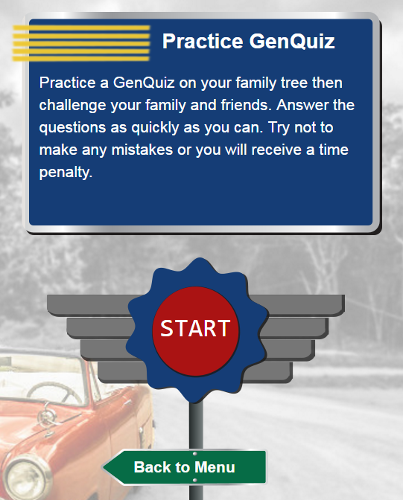 Practice GenQuiz
Practice a GenQuiz on your family tree then
challenge your family and friends. Answer the
questions as quickly as you can. Try not to
make any mistakes or you will receive a time
penalty.
START
Back to Menu